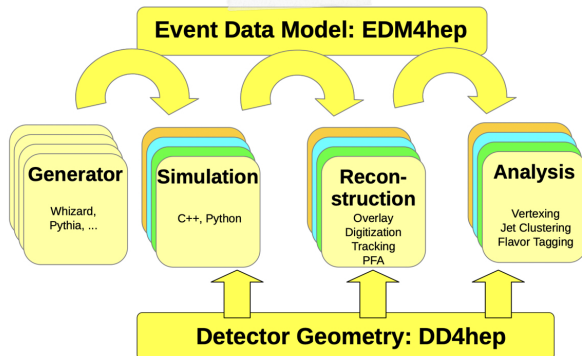 Event Data Model: EDM4hep
Generator
Whizard,
Pythia, ...
Simulation
C++, Python
Recon-
struction
Overlay
Digitization
Tracking
PFA
Analysis
Vertexing
Jet Clustering
Flavor Tagging
Detector Geometry: DD4hep